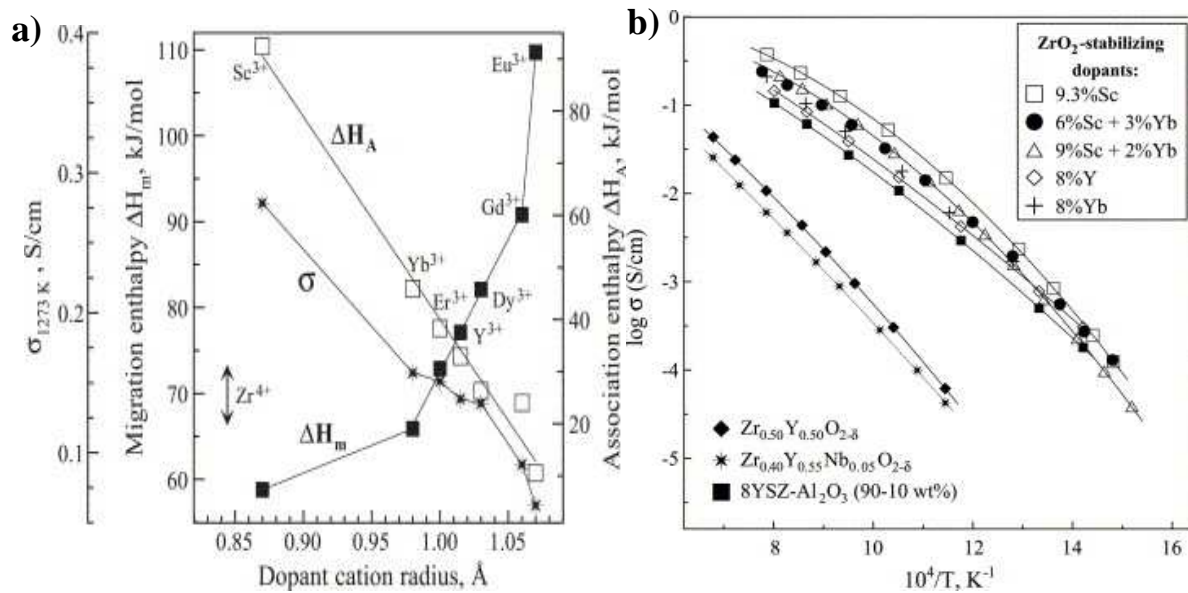 a)
σ1273 K , S/cm
0.4
0.3
0.2
0.1
Migration enthalpy ΔHm, kJ/mol
110
100
90
80
70
60
Sc3+
ΔHA
Eu3+
Gd3+
Yb3+
σ
Er3+
Dy3+
Y3+
Zr4+
ΔHm
80
60
40
20
Association enthalpy ΔHA, kJ/mol
0.85 0.90 0.95 1.00 1.05
Dopant cation radius, Å
b)
log σ (S/cm)
0
-1
-2
-3
-4
-5
ZrO2-stabilizing
dopants:
9.3%Sc
6%Sc + 3%Yb
9%Sc + 2%Yb
8%Y
8%Yb
Zr0.50Y0.50O2-δ
Zr0.40Y0.55Nb0.05O2-δ
8YSZ-Al2O3 (90-10 wt%)
8 10 12 14 16
10^4/T, K-1